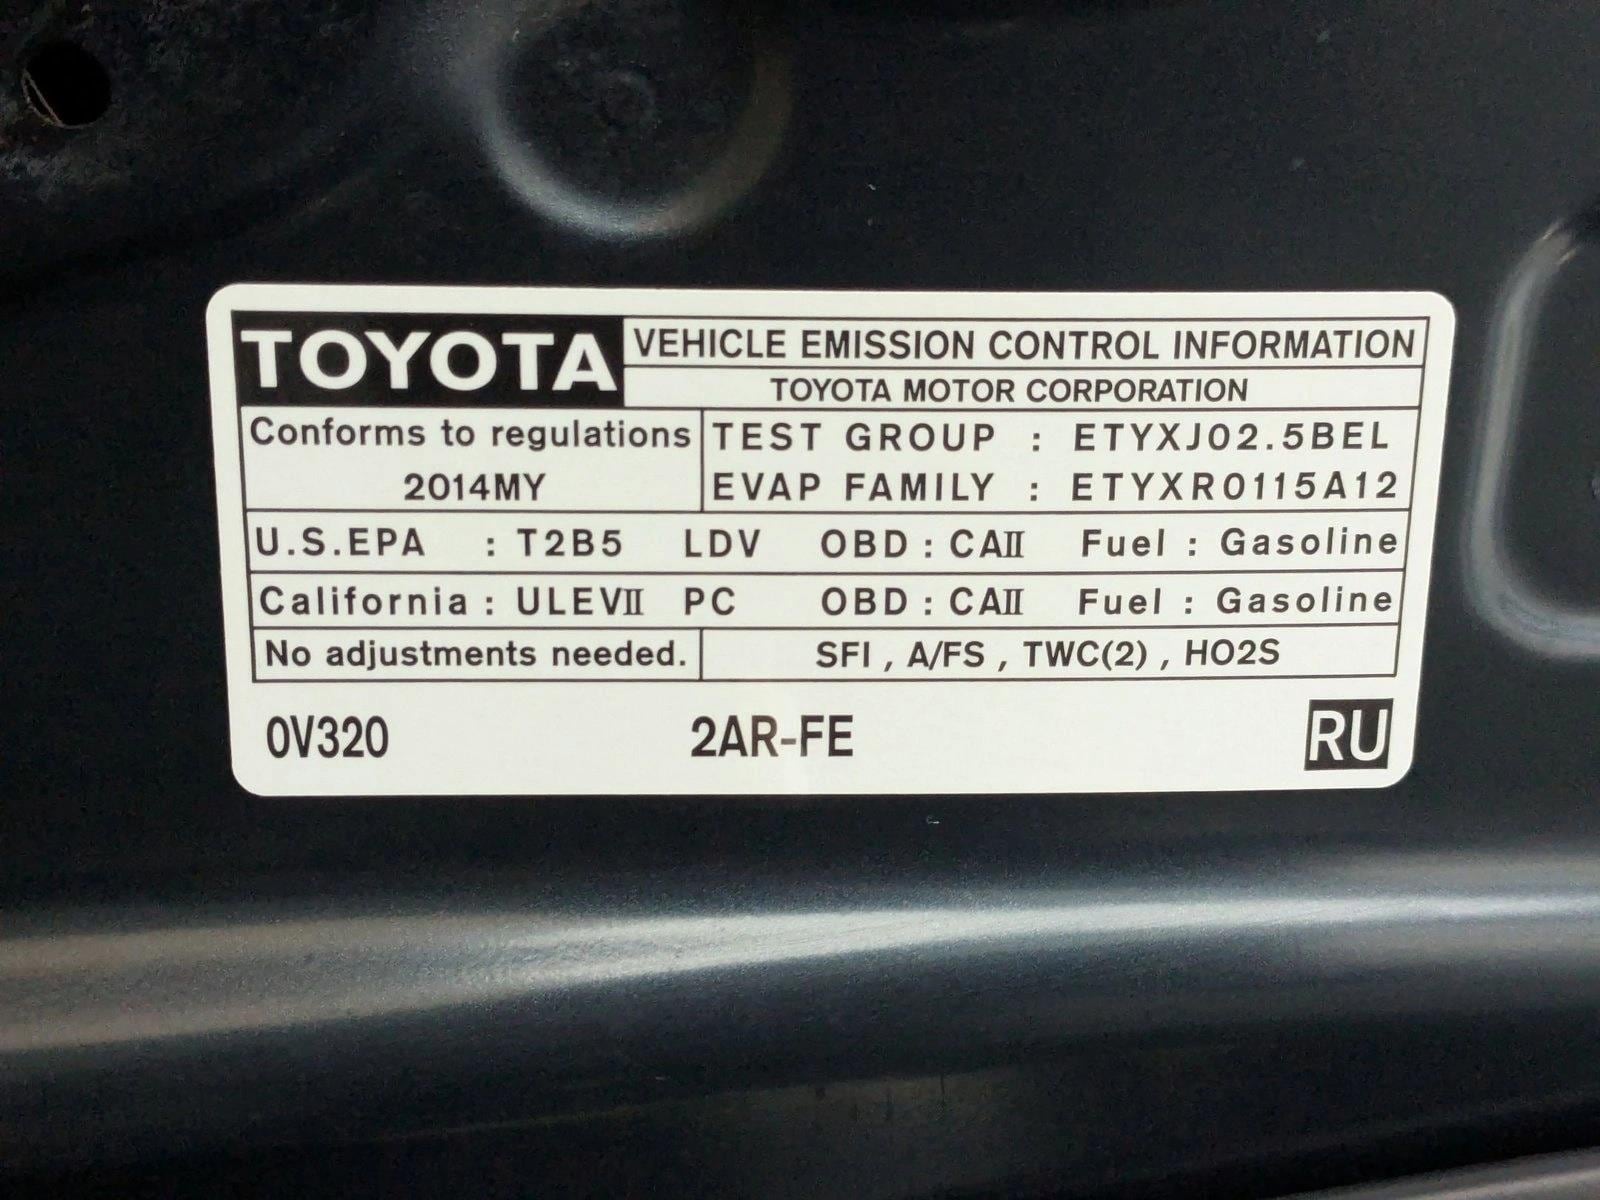 TOYOTA VEHICLE EMISSION CONTROL INFORMATION
TOYOTA MOTOR CORPORATION
Conforms to regulations TEST GROUP : ETYXJ02.5BEL
2014MY EVAP FAMILY : ETYXR0115A12
U.S.EPA : T2B5 LDV OBD : CAⅡ Fuel : Gasoline
California : ULEVⅡ PC OBD : CAⅡ Fuel : Gasoline
No adjustments needed. SFI , A/FS , TWC(2) , HO2S
0V320 2AR-FE RU